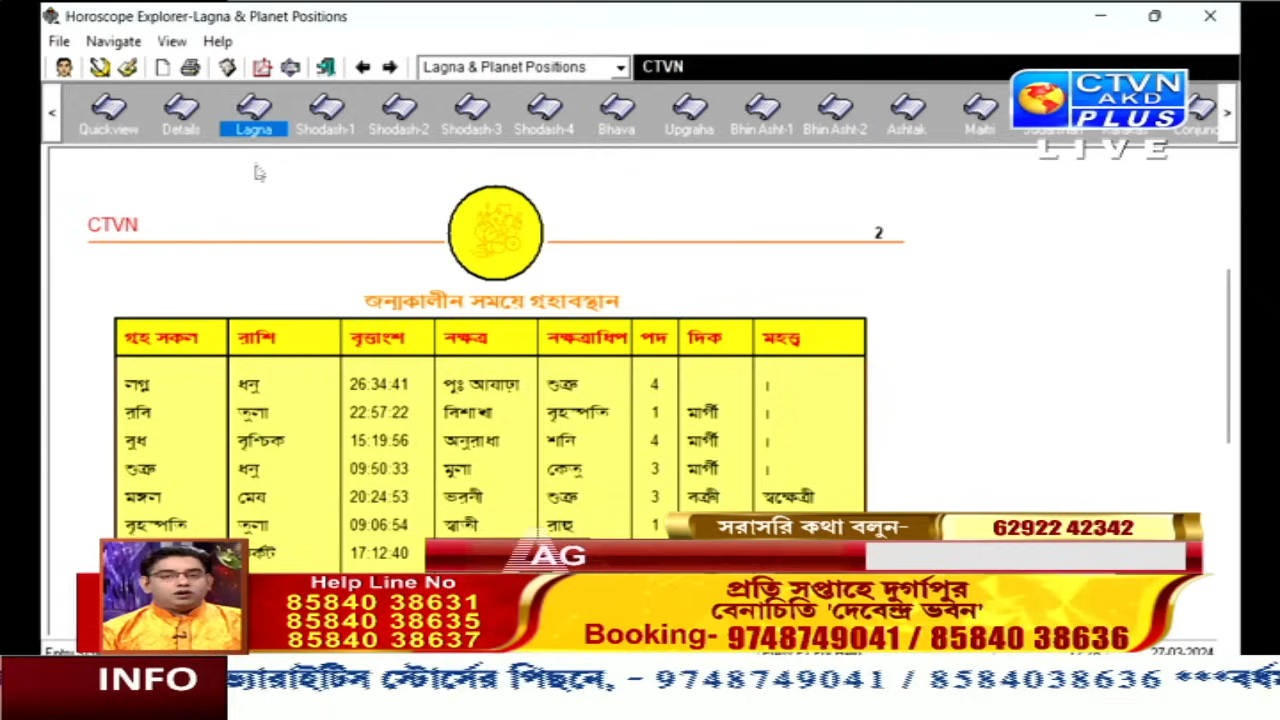 Horoscope Explorer-Lagna & Planet Positions
File Navigate View Help
Lagna & Planet Positions CTVN
Quickview Details Lagna Shodash-1 Shodash-2 Shodash-3 Shodash-4 Bhava Upgraha Bhin Asht-1 Bhin Asht-2 Ashtak Maitri
CTVN
AKD
PLUS
LIVE
CTVN 2
জন্মকালীন সময়ে গৃহাবস্থান
গৃহ সকল রাশি বৃত্তাংশ নক্ষত্র নক্ষত্রাধিপ পদ দিক মহত্ত্ব
লগ্ন ধনু 26:34:41 পুঃ আষাঢ়া শুক্র 4 ।
রবি তুলা 22:57:22 বিশাখা বৃহস্পতি 1 মার্গী ।
বুধ বৃশ্চিক 15:19:56 অনুরাধা শনি 4 মার্গী ।
শুক্র ধনু 09:50:33 মুলা কেতু 3 মার্গী ।
মঙ্গল মেষ 20:24:53 ভরনী শুক্র 3 বক্রী স্বক্ষেত্রী
বৃহস্পতি তুলা 09:06:54 স্বাতী রাহু 1
17:12:40
সরাসরি কথা বলুন- 62922 42342
AG
Help Line No
85840 38631
85840 38635
85840 38637
প্রতি সপ্তাহে দুর্গাপুর
বেনাচিতি 'দেবেন্দ্র ভবন'
Booking- 9748749041 / 85840 38636
27-03-2024
INFO ভ্যারাইটিস স্টোর্সের পিছনে, - 9748749041 / 8584038636 ***